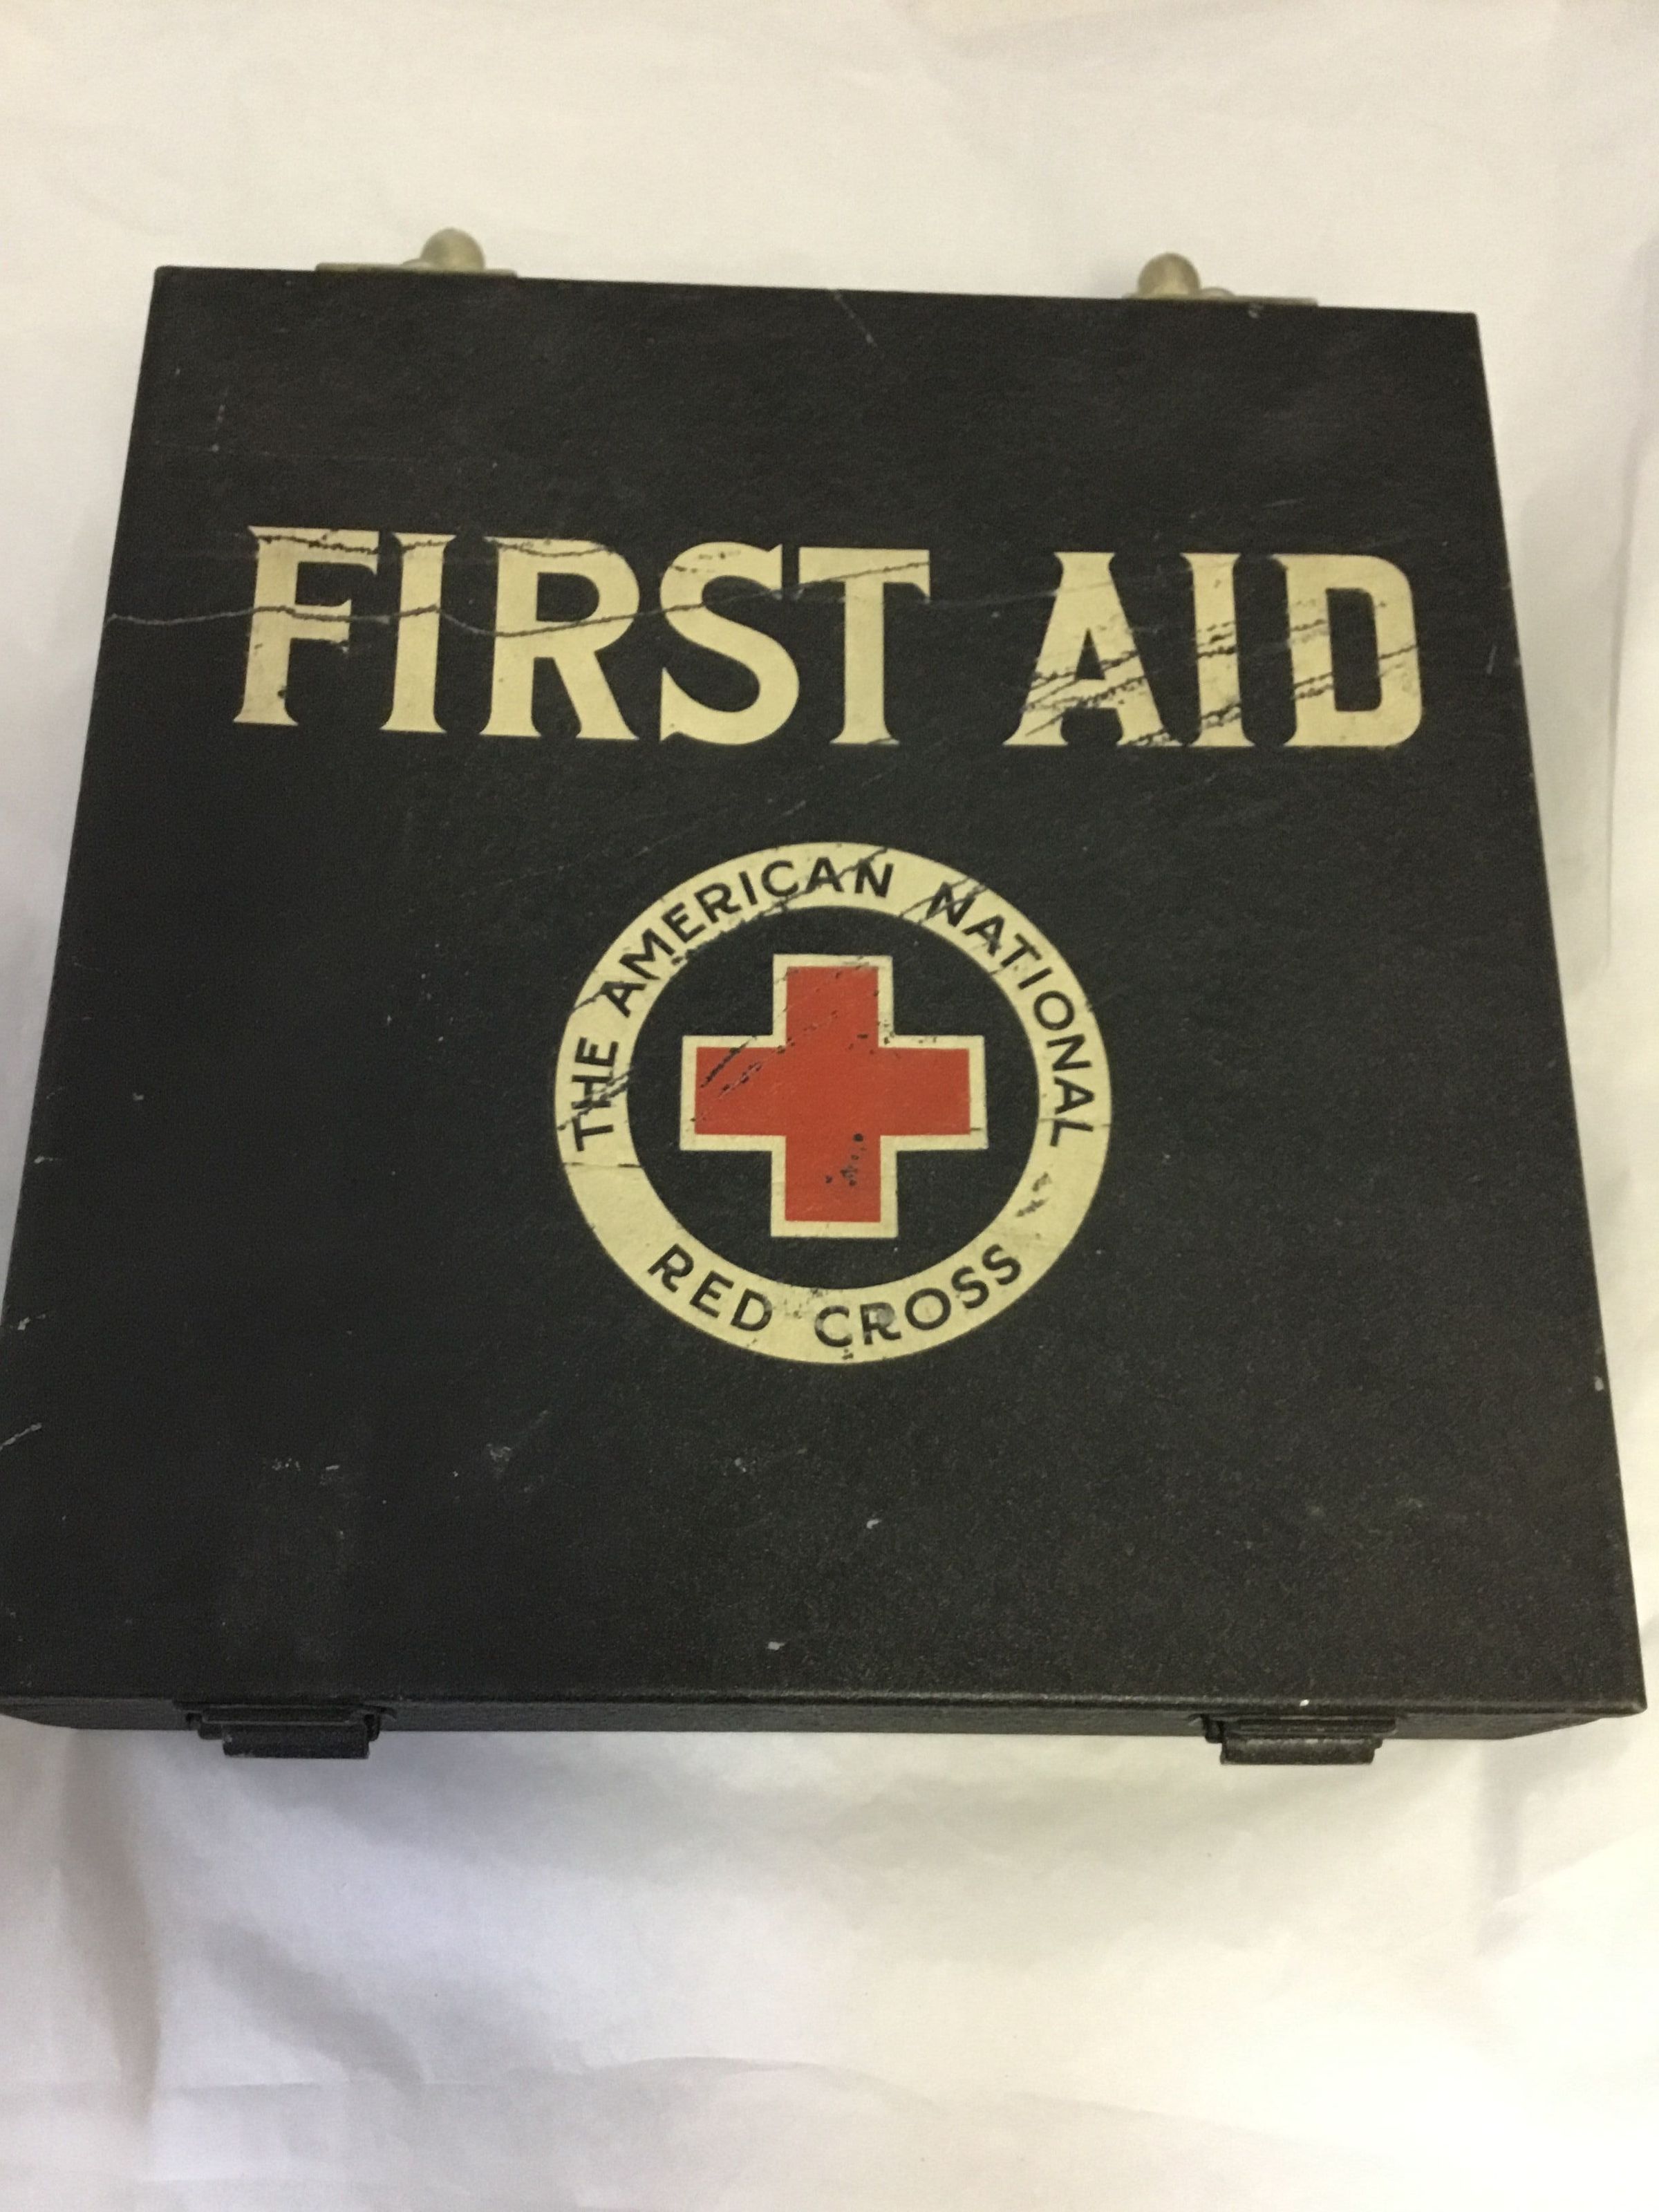 FIRST AID
THE AMERICAN NATIONAL
RED CROSS